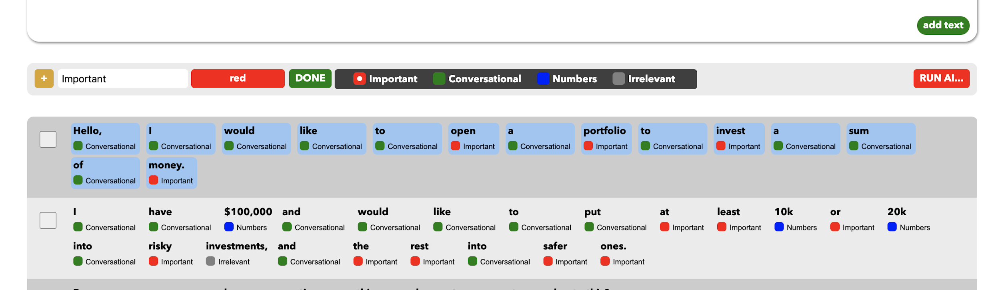 add text
+ Important red DONE Important Conversational Numbers Irrelevant RUN AI...
Hello, I would like to open a portfolio to invest a sum
Conversational Conversational Conversational Conversational Conversational Important Conversational Important Conversational Important Conversational Conversational
of money.
Conversational Important
I have $100,000 and would like to put at least 10k or 20k
Conversational Conversational Numbers Conversational Conversational Conversational Conversational Conversational Important Important Numbers Important Numbers
into risky investments, and the rest into safer ones.
Conversational Important Irrelevant Conversational Important Important Conversational Important Important